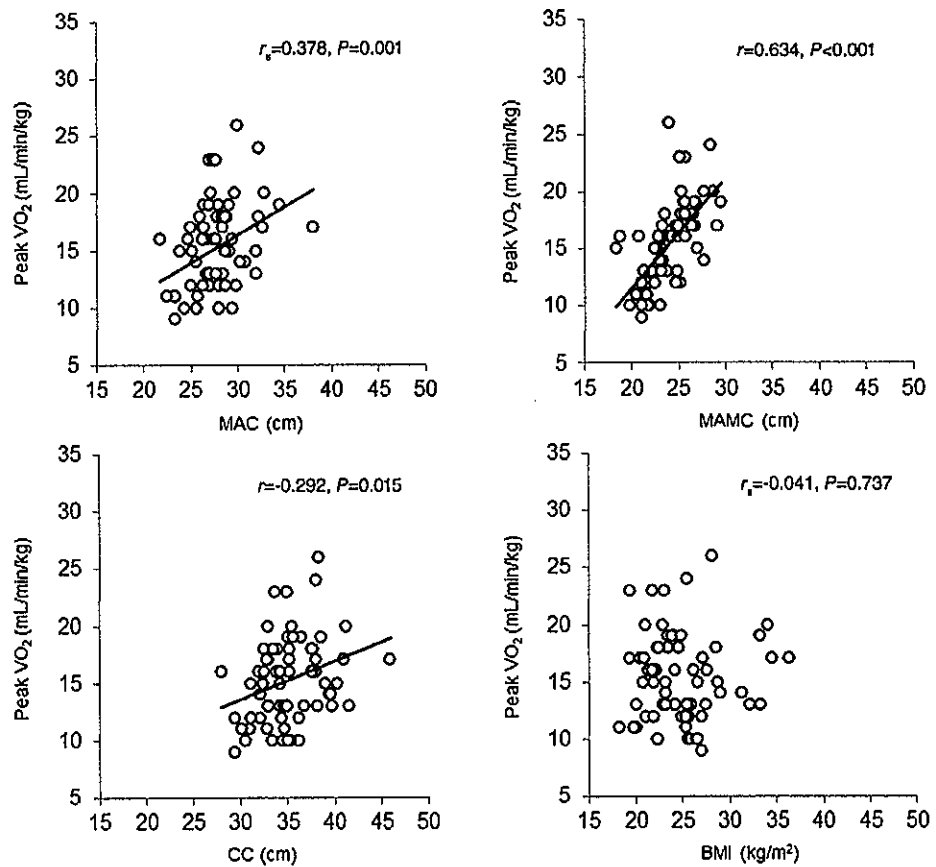 35
30
25
20
15
10
5
Peak VO₂ (mL/min/kg)
rₛ=0.378, P=0.001
15 20 25 30 35 40 45 50
MAC (cm)
35
30
25
20
15
10
5
Peak VO₂ (mL/min/kg)
r=0.634, P<0.001
15 20 25 30 35 40 45 50
MAMC (cm)
35
30
25
20
15
10
5
Peak VO₂ (mL/min/kg)
r=-0.292, P=0.015
15 20 25 30 35 40 45 50
CC (cm)
35
30
25
20
15
10
5
Peak VO₂ (mL/min/kg)
rₛ=-0.041, P=0.737
15 20 25 30 35 40 45 50
BMI (kg/m²)